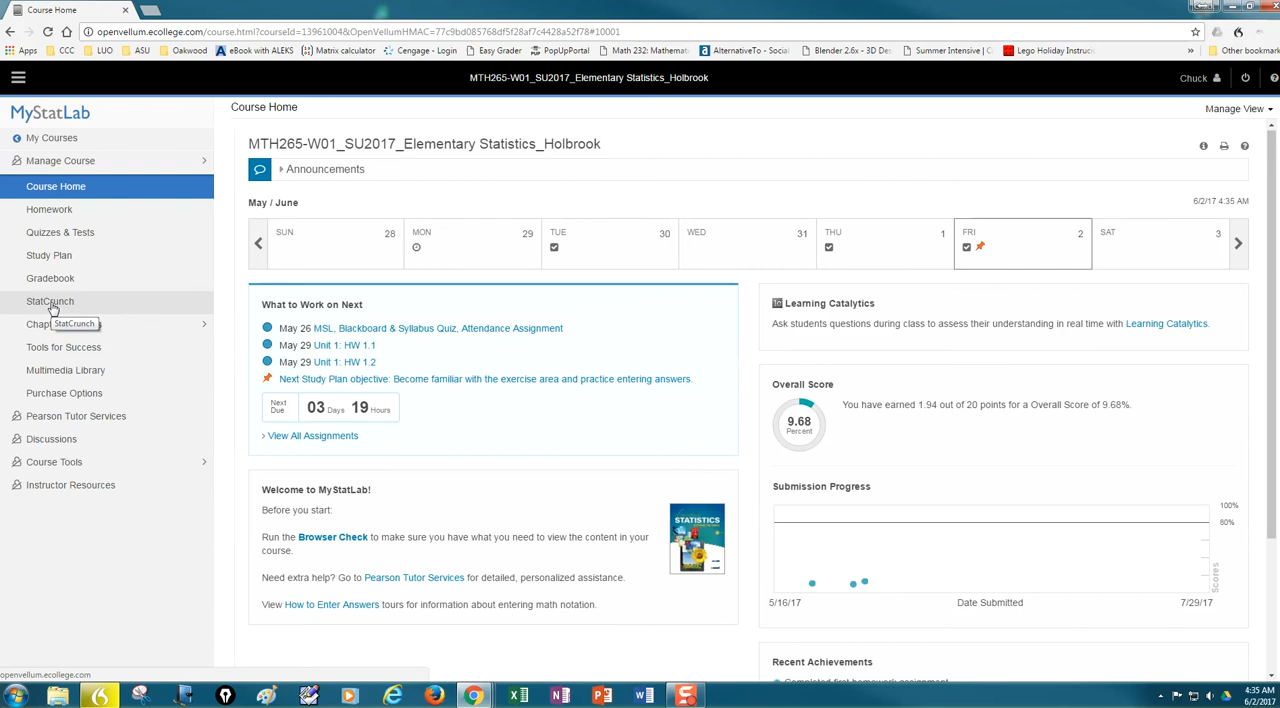 Course Home
openvellum.ecollege.com/course.html?courseId=13961004&OpenVellumHMAC=77c9bd085768df5f28af7c4428a52f78#10001
Apps CCC LUO ASU Oakwood eBook with ALEKS Matrix calculator Cengage - Login Easy Grader PopUpPortal Math 232: Mathemati AlternativeTo - Social Blender 2.6x - 3D Des Summer Intensive ( Co Lego Holiday Instruc » Other bookmark
MTH265-W01_SU2017_Elementary Statistics_Holbrook
Chuck
MyStatLab
Course Home
Manage View
My Courses
Manage Course
Course Home
Homework
Quizzes & Tests
Study Plan
Gradebook
StatCrunch
Chap
StatCrunch
Tools for Success
Multimedia Library
Purchase Options
Pearson Tutor Services
Discussions
Course Tools
Instructor Resources
MTH265-W01_SU2017_Elementary Statistics_Holbrook
Announcements
May / June
6/2/17 4:35 AM
SUN 28 MON 29 TUE 30 WED 31 THU 1 FRI 2 SAT 3
What to Work on Next
May 26 MSL, Blackboard & Syllabus Quiz, Attendance Assignment
May 29 Unit 1: HW 1.1
May 29 Unit 1: HW 1.2
Next Study Plan objective: Become familiar with the exercise area and practice entering answers.
Next Due 03 Days 19 Hours
View All Assignments
Welcome to MyStatLab!
Before you start:
Run the Browser Check to make sure you have what you need to view the content in your
course.
Need extra help? Go to Pearson Tutor Services for detailed, personalized assistance.
View How to Enter Answers tours for information about entering math notation.
STATISTICS
Learning Catalytics
Ask students questions during class to assess their understanding in real time with Learning Catalytics.
Overall Score
9.68
Percent
You have earned 1.94 out of 20 points for a Overall Score of 9.68%.
Submission Progress
100%
80%
Scores
5/16/17 Date Submitted 7/29/17
Recent Achievements
Completed first homework assignment
openvellum.ecollege.com
4:35 AM
6/2/2017